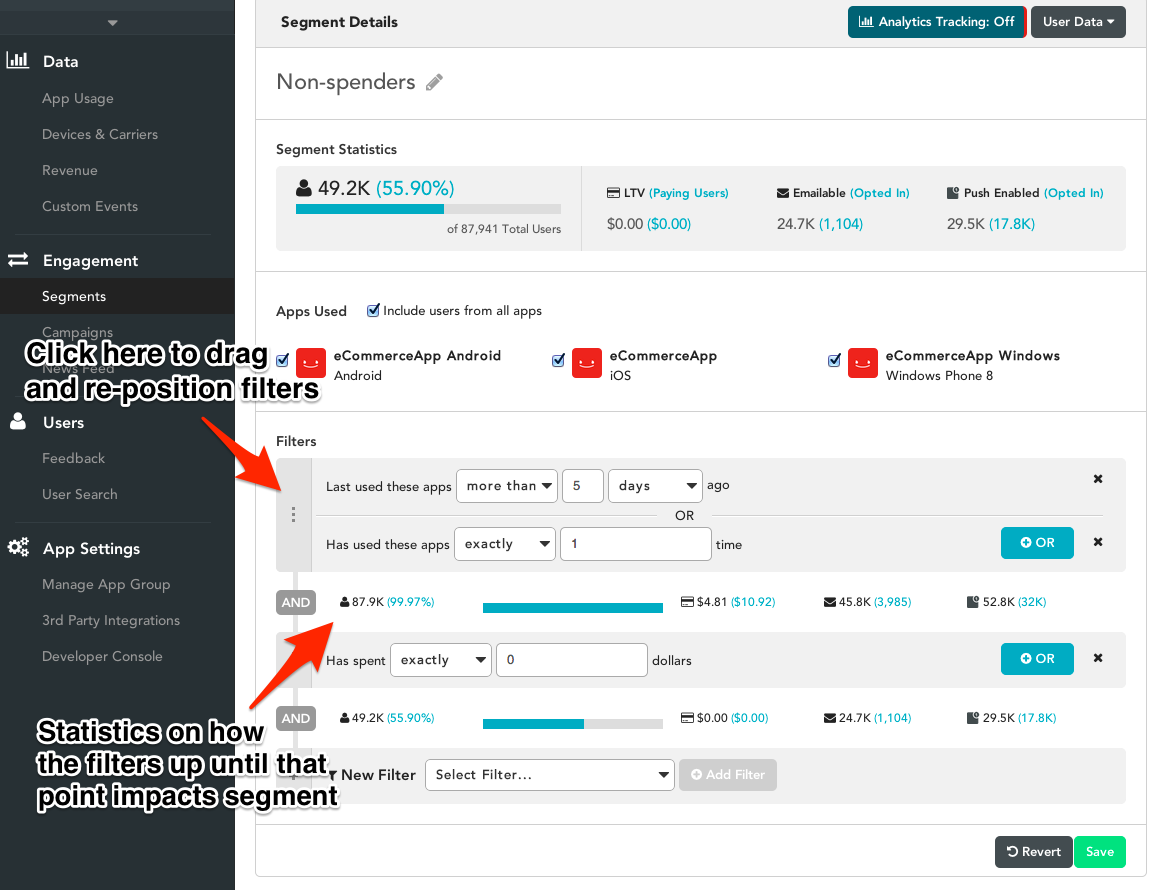 Data
App Usage
Devices & Carriers
Revenue
Custom Events
Engagement
Segments
Campaigns
News Feed
Users
Feedback
User Search
App Settings
Manage App Group
3rd Party Integrations
Developer Console
Click here to drag
and re-position filters
Statistics on how
the filters up until that
point impacts segment
Segment Details
Analytics Tracking: Off
User Data
Non-spenders
Segment Statistics
49.2K (55.90%)
of 87,941 Total Users
LTV (Paying Users)
$0.00 ($0.00)
Emailable (Opted In)
24.7K (1,104)
Push Enabled (Opted In)
29.5K (17.8K)
Apps Used
Include users from all apps
eCommerceApp Android
Android
eCommerceApp
iOS
eCommerceApp Windows
Windows Phone 8
Filters
Last used these apps more than 5 days ago
OR
Has used these apps exactly 1 time
OR
AND 87.9K (99.97%) $4.81 ($10.92) 45.8K (3,985) 52.8K (32K)
Has spent exactly 0 dollars
OR
AND 49.2K (55.90%) $0.00 ($0.00) 24.7K (1,104) 29.5K (17.8K)
New Filter Select Filter... Add Filter
Revert Save